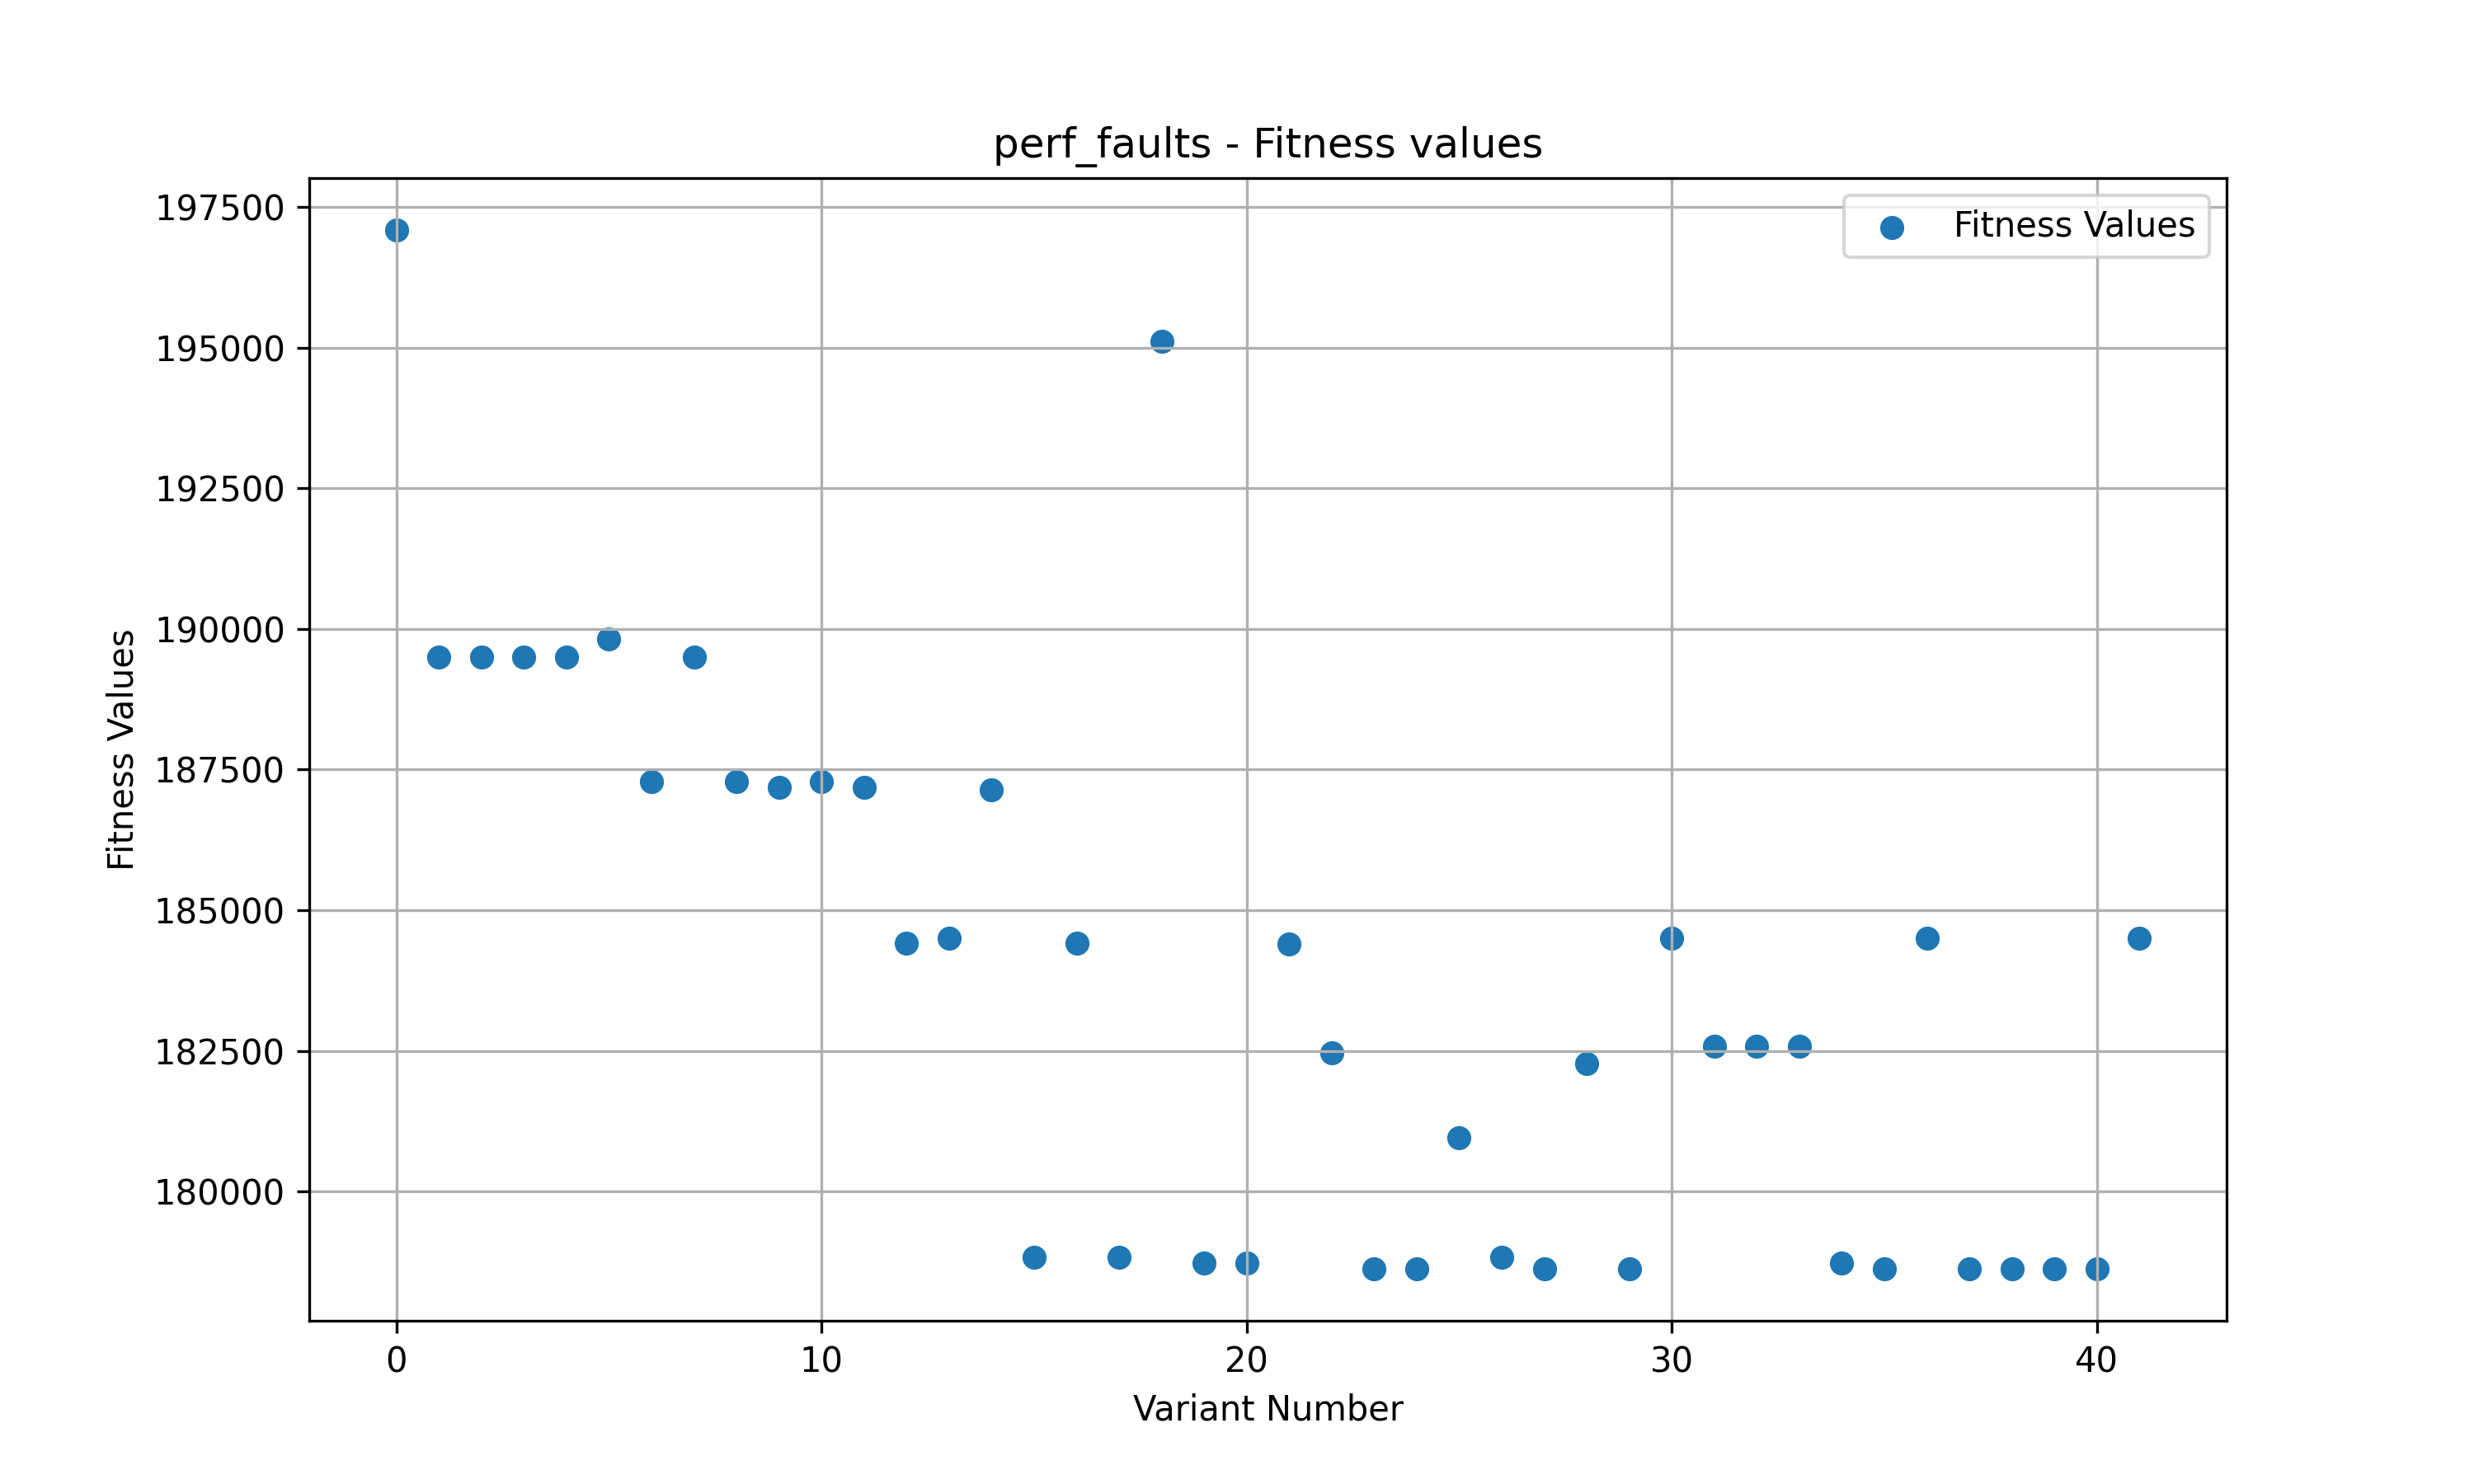 perf_faults - Fitness values
197500
195000
192500
190000
187500
185000
182500
180000
Fitness Values
Fitness Values
0 10 20 30 40
Variant Number